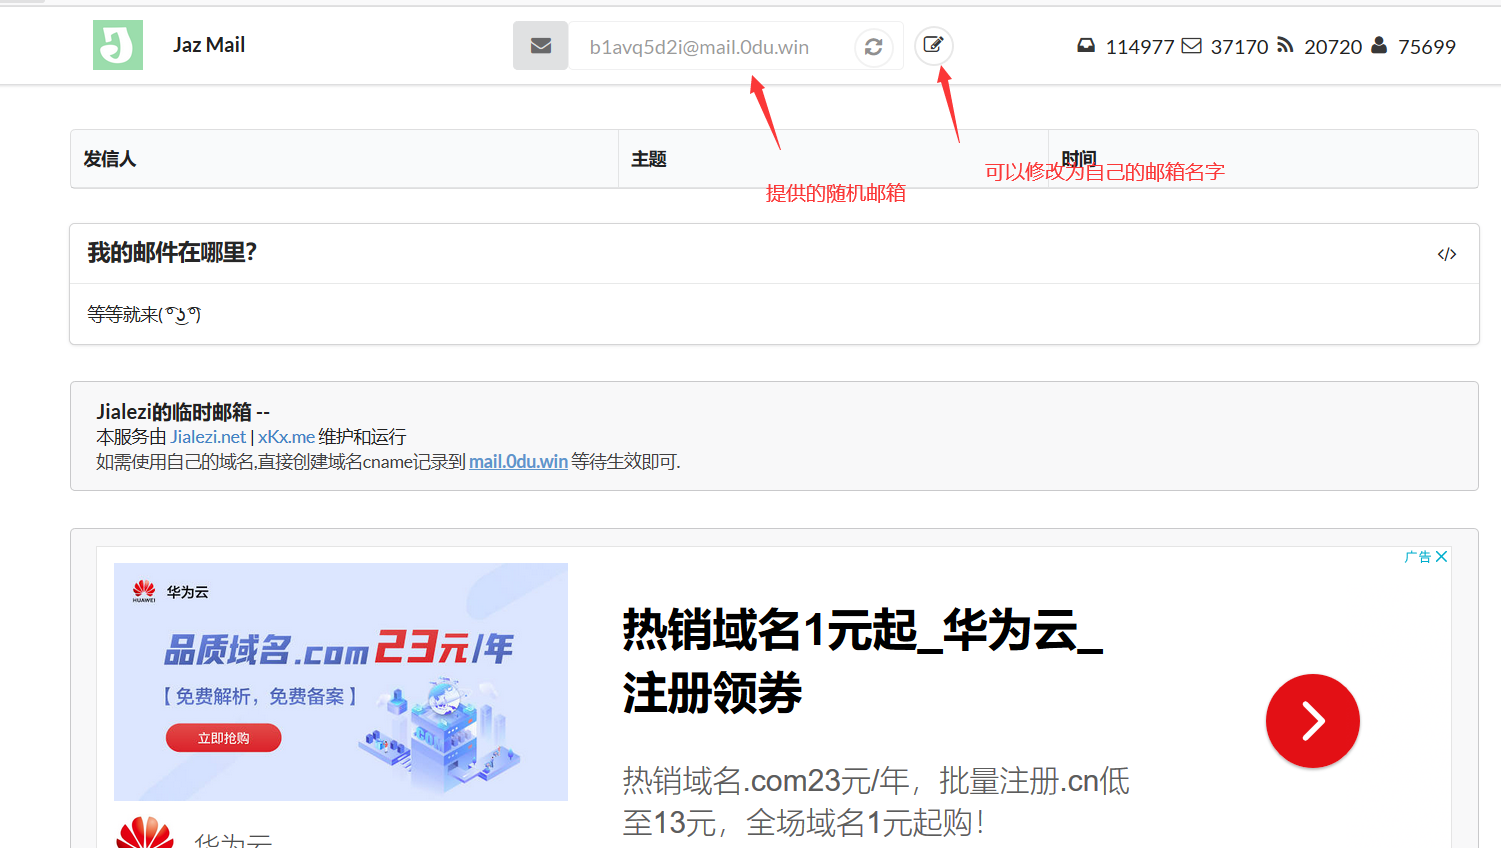 Jaz Mail
b1avq5d2i@mail.0du.win
114977 37170 20720 75699
发信人 主题 时间
可以修改为自己的邮箱名字
提供的随机邮箱
我的邮件在哪里?
</>
等等就来( ͡° ͜ʖ ͡°)
Jialezi的临时邮箱 --
本服务由 Jialezi.net | xKx.me 维护和运行
如需使用自己的域名,直接创建域名cname记录到 mail.0du.win 等待生效即可.
广告
HUAWEI 华为云
品质域名.com 23元/年
【 免费解析，免费备案 】
立即抢购
热销域名1元起_华为云_
注册领券
热销域名.com23元/年，批量注册.cn低
至13元，全场域名1元起购！
华为云